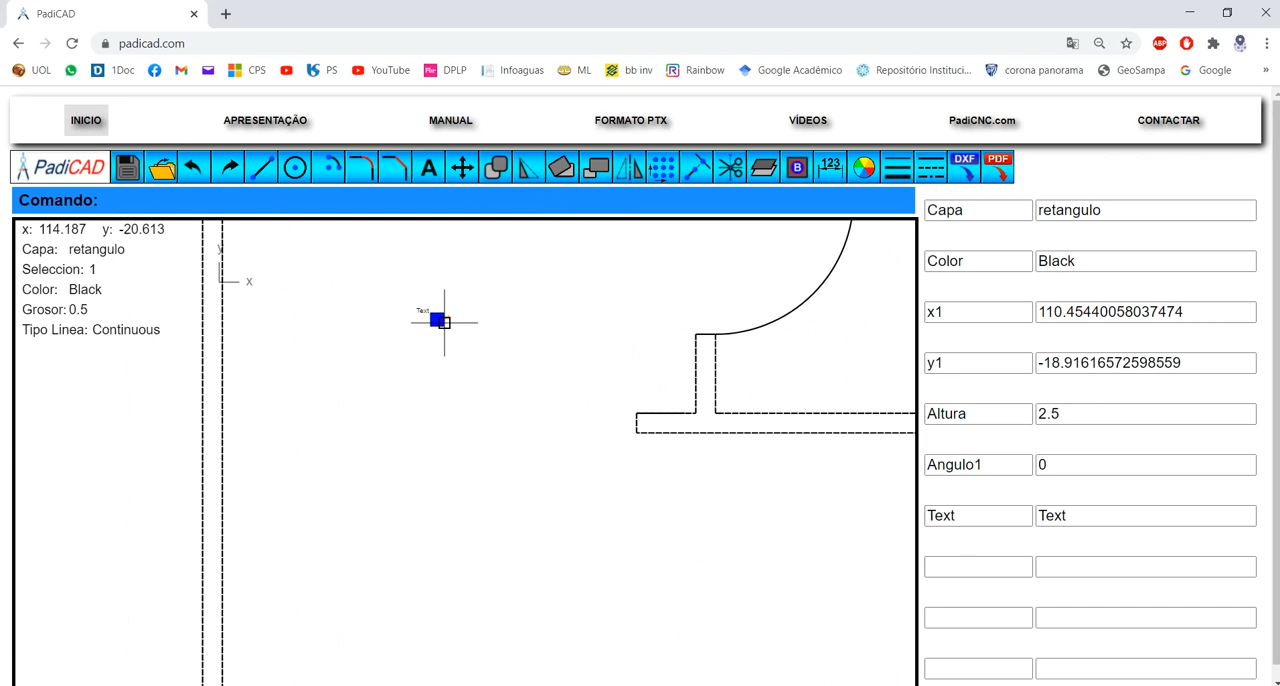 PadiCAD
padicad.com
UOL 1Doc CPS PS YouTube DPLP Infoaguas ML bb inv Rainbow Google Acadêmico Repositório Instituci... corona panorama GeoSampa Google »
INICIO APRESENTAÇÃO MANUAL FORMATO PTX VÍDEOS PadiCNC.com CONTACTAR
PadiCAD A B 123 DXF PDF
Comando:
x: 114.187 y: -20.613
Capa: retangulo
Seleccion: 1
Color: Black
Grosor: 0.5
Tipo Linea: Continuous
y
x
Text
Capa retangulo
Color Black
x1 110.45440058037474
y1 -18.91616572598559
Altura 2.5
Angulo1 0
Text Text